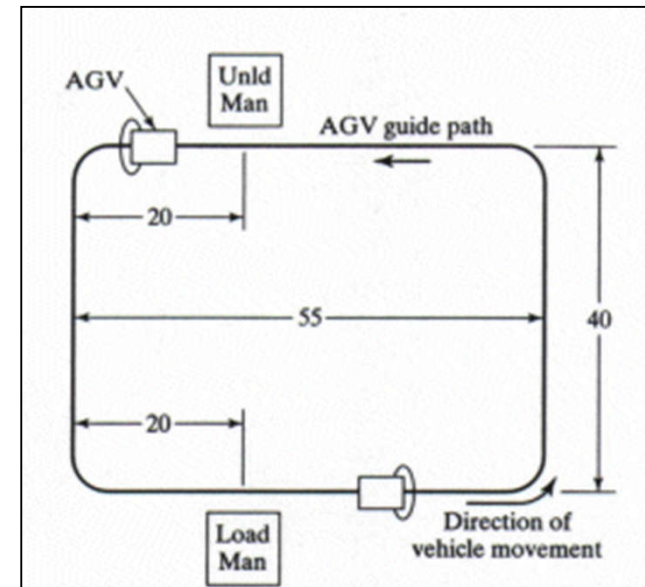 Unld
Man
AGV
AGV guide path
20
55
40
20
Load
Man
Direction of
vehicle movement